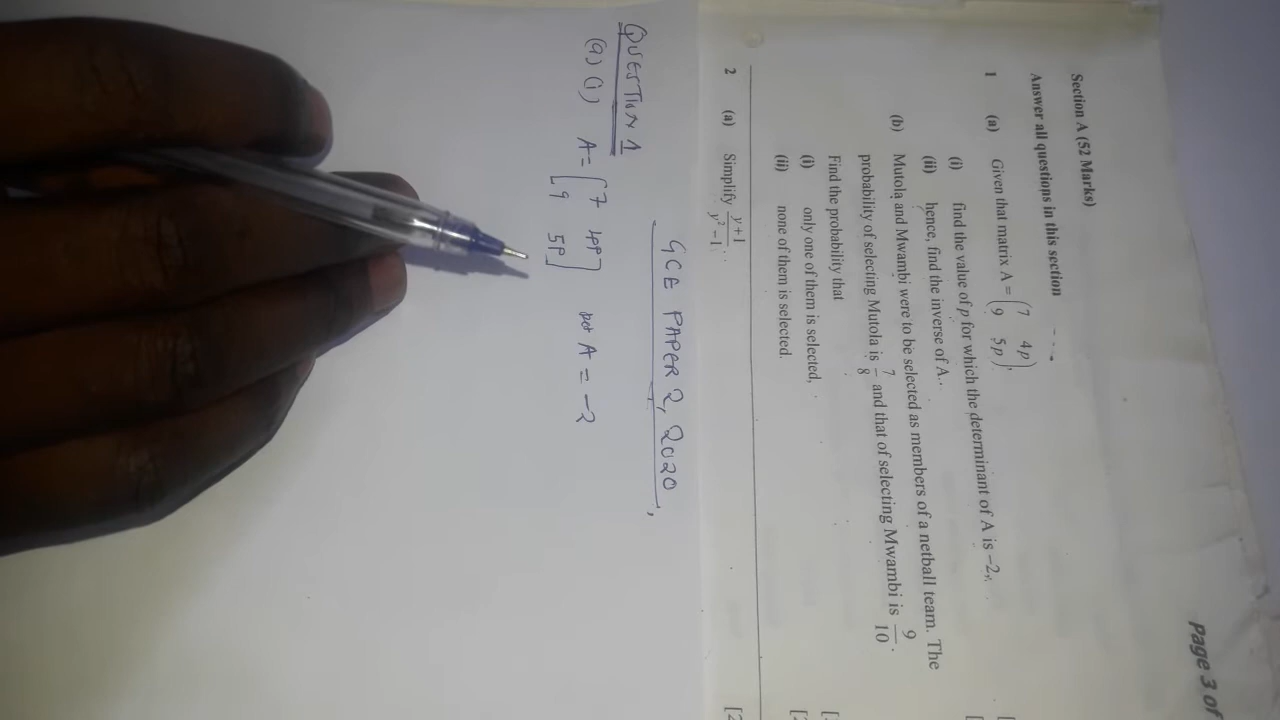 Page 3 of
Section A (52 Marks)
Answer all questions in this section
1 (a) Given that matrix A = (7 4p
9 5p),
(i) find the value of p for which the determinant of A is −2.
(ii) hence, find the inverse of A.
(b) Mutola and Mwambi were to be selected as members of a netball team. The
probability of selecting Mutola is 7/8 and that of selecting Mwambi is 9/10.
Find the probability that
(i) only one of them is selected,
(ii) none of them is selected.
2 (a) Simplify y+1/y²−1.
[2
GCE PAPER 2, 2020,
QUESTION 1
(a) (i) A = [7 4p
9 5p] det A = −2